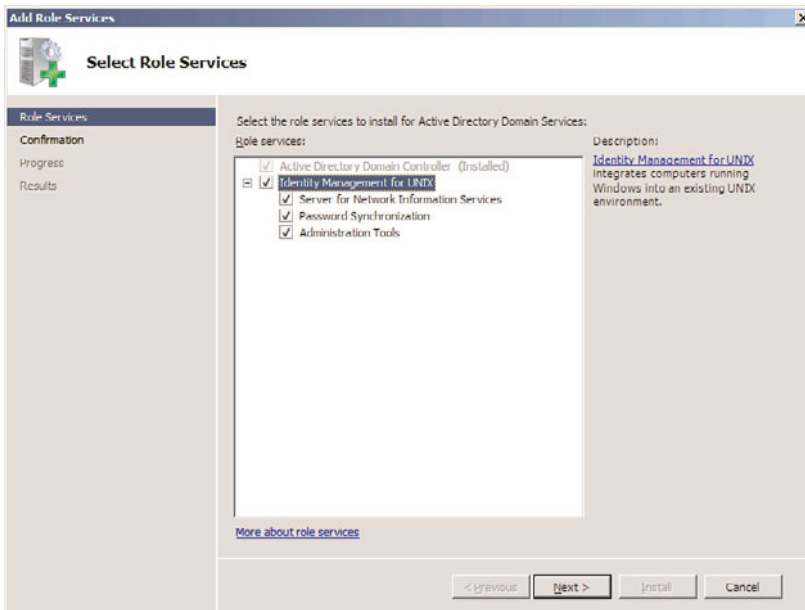 Add Role Services
Select Role Services
Role Services
Confirmation
Progress
Results
Select the role services to install for Active Directory Domain Services:
Role services:
Active Directory Domain Controller (Installed)
Identity Management for UNIX
Server for Network Information Services
Password Synchronization
Administration Tools
More about role services
Description:
Identity Management for UNIX
integrates computers running
Windows into an existing UNIX
environment.
< Previous
Next >
Install
Cancel